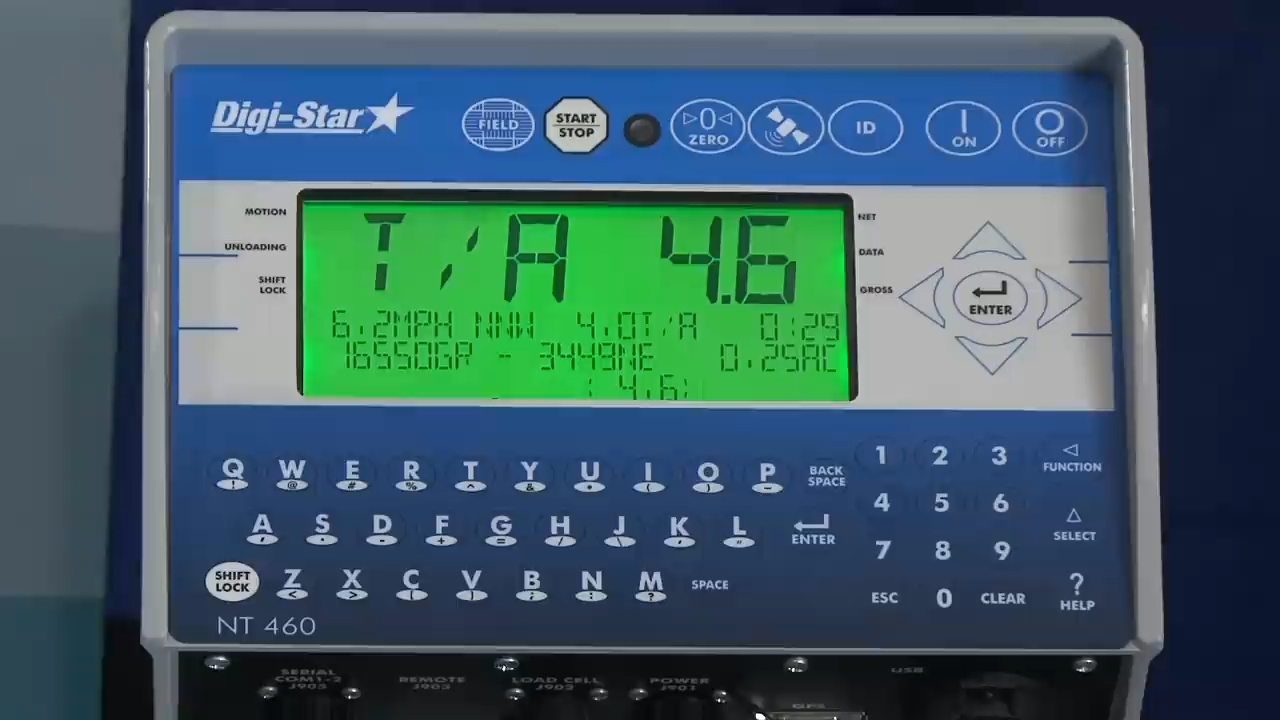 Digi-Star
FIELD
START
STOP
▷0◁
ZERO
ID
I
ON
O
OFF
MOTION
UNLOADING
SHIFT
LOCK
T/A 4.6
6.2MPH NNW 4.0T/A 0:29
16550GR - 3449NE 0.25AC
4.6
NET
DATA
GROSS
ENTER
Q W E R T Y U I O P BACK SPACE
! @ # % ^ & * ( ) _
A S D F G H J K L ENTER
SHIFT LOCK Z X C V B N M SPACE
< > { } ; : ?
1 2 3 FUNCTION
4 5 6 SELECT
7 8 9
ESC 0 CLEAR ? HELP
NT 460
SERIAL
COM1-2
J905
REMOTE
J903
LOAD CELL
J902
POWER
J901
GPS
USB